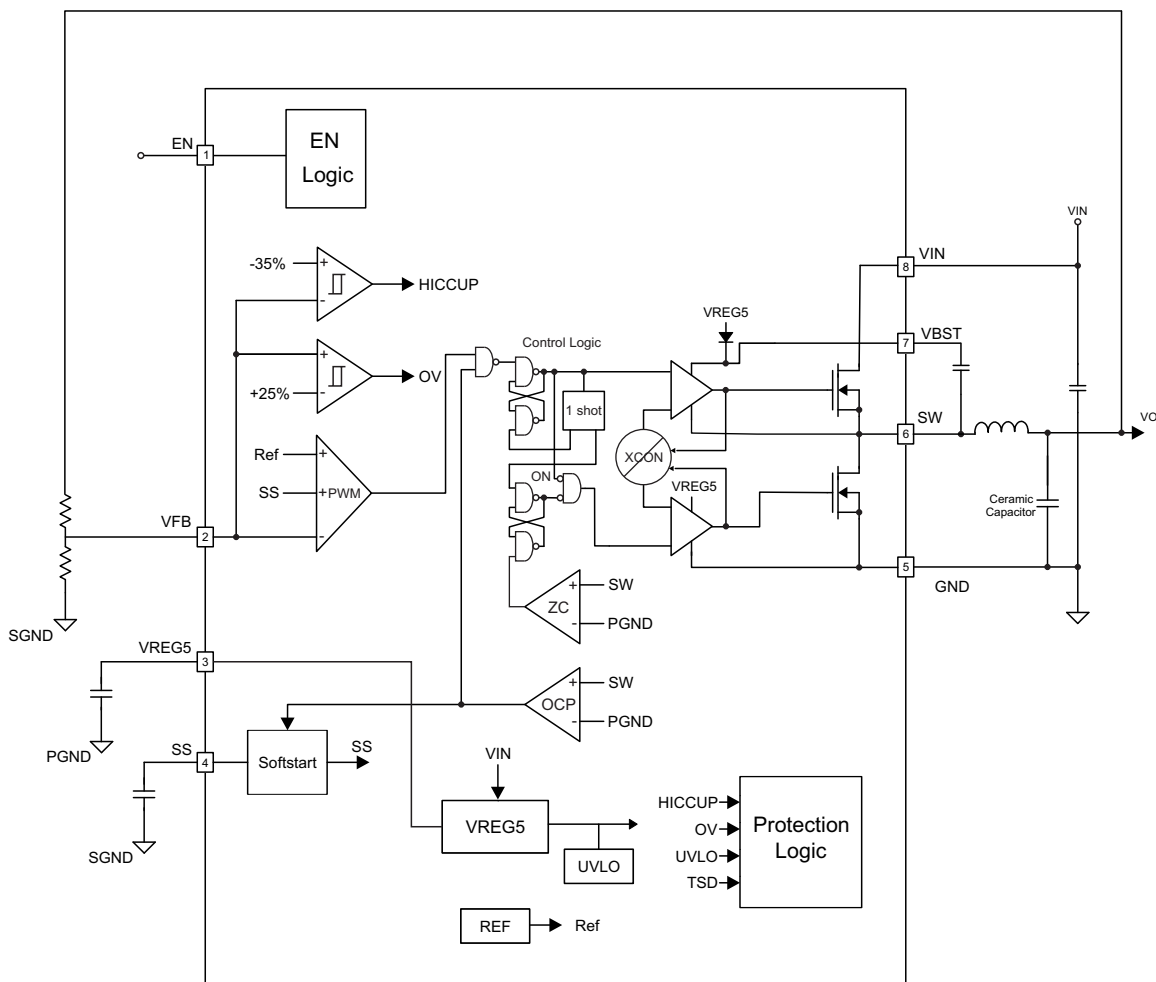 EN
1
EN
Logic
VIN
-35%
+
-
HICCUP
VIN
8
VREG5
VBST
7
Control Logic
+
+25%
-
OV
1 shot
SW
6
VO
Ref
+
SS
+
PWM
-
XCON
ON
VREG5
Ceramic
Capacitor
VFB
2
5
GND
+
SW
ZC
-
PGND
SGND
VREG5
3
+
SW
OCP
-
PGND
PGND
SS
4
Softstart
SS
VIN
SGND
VREG5
UVLO
HICCUP
OV
UVLO
TSD
Protection
Logic
REF
Ref